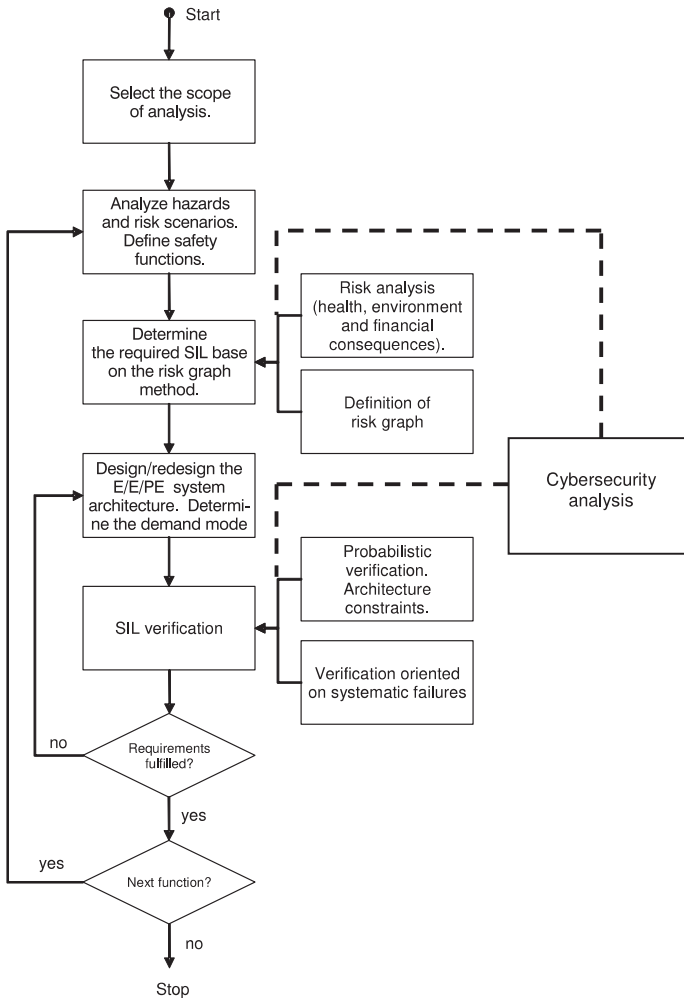 Start
Select the scope
of analysis.
Analyze hazards
and risk scenarios.
Define safety
functions.
Risk analysis
(health, environment
and financial
consequences).
Determine
the required SIL base
on the risk graph
method.
Definition of
risk graph
Design/redesign the
E/E/PE system
architecture. Determi-
ne the demand mode
Cybersecurity
analysis
Probabilistic
verification.
Architecture
constraints.
SIL verification
Verification oriented
on systematic failures
no
Requirements
fulfilled?
yes
yes
Next function?
no
Stop